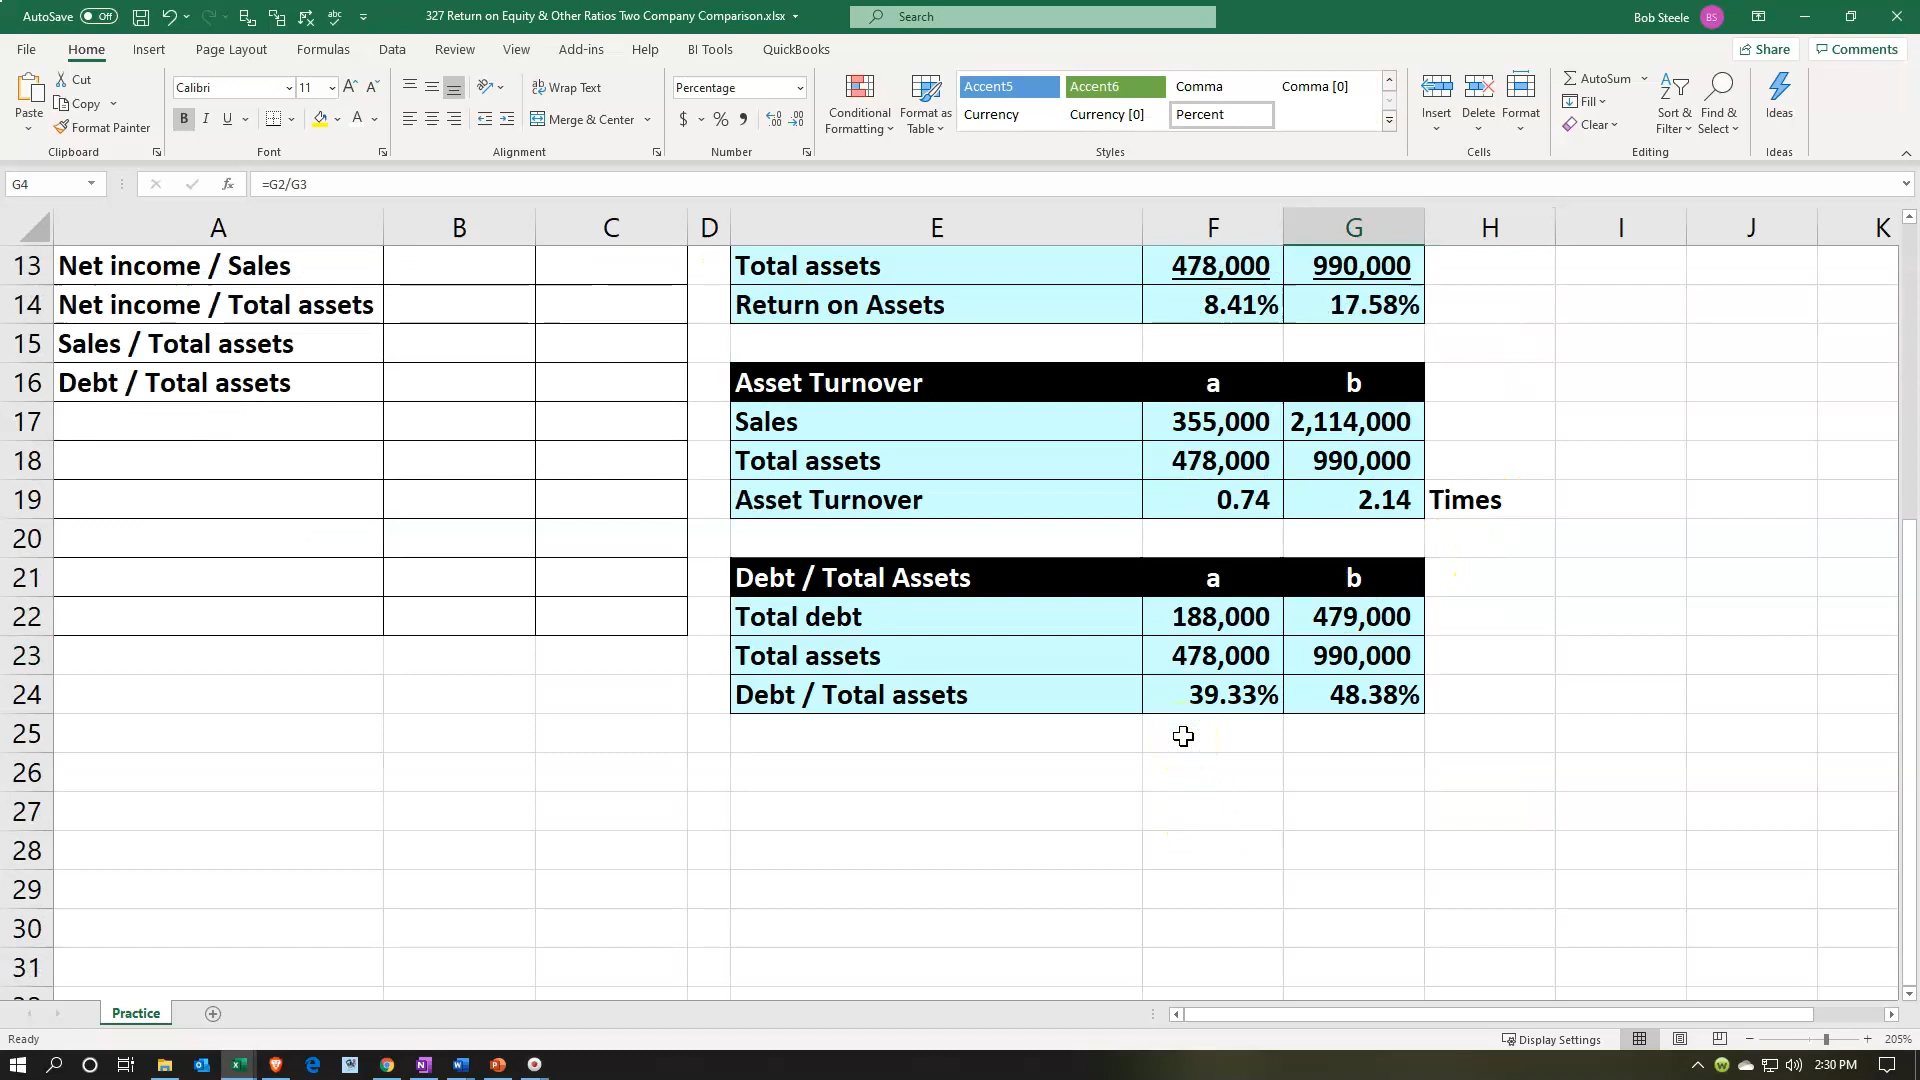 AutoSave Off 327 Return on Equity & Other Ratios Two Company Comparison.xlsx Search Bob Steele BS
File Home Insert Page Layout Formulas Data Review View Add-ins Help BI Tools QuickBooks Share Comments
Paste Cut Copy Format Painter
Calibri 11
Wrap Text
Merge & Center
Percentage
Conditional Formatting
Format as Table
Accent5 Accent6 Comma Comma [0]
Currency Currency [0] Percent
Insert Delete Format
AutoSum
Fill
Clear
Sort & Filter
Find & Select
Ideas
Clipboard Font Alignment Number Styles Cells Editing Ideas
G4 fx =G2/G3
A B C D E F G H I J K
13 Net income / Sales Total assets 478,000 990,000
14 Net income / Total assets Return on Assets 8.41% 17.58%
15 Sales / Total assets
16 Debt / Total assets Asset Turnover a b
17 Sales 355,000 2,114,000
18 Total assets 478,000 990,000
19 Asset Turnover 0.74 2.14 Times
20
21 Debt / Total Assets a b
22 Total debt 188,000 479,000
23 Total assets 478,000 990,000
24 Debt / Total assets 39.33% 48.38%
25
26
27
28
29
30
31
Practice
Ready Display Settings 205%
2:30 PM